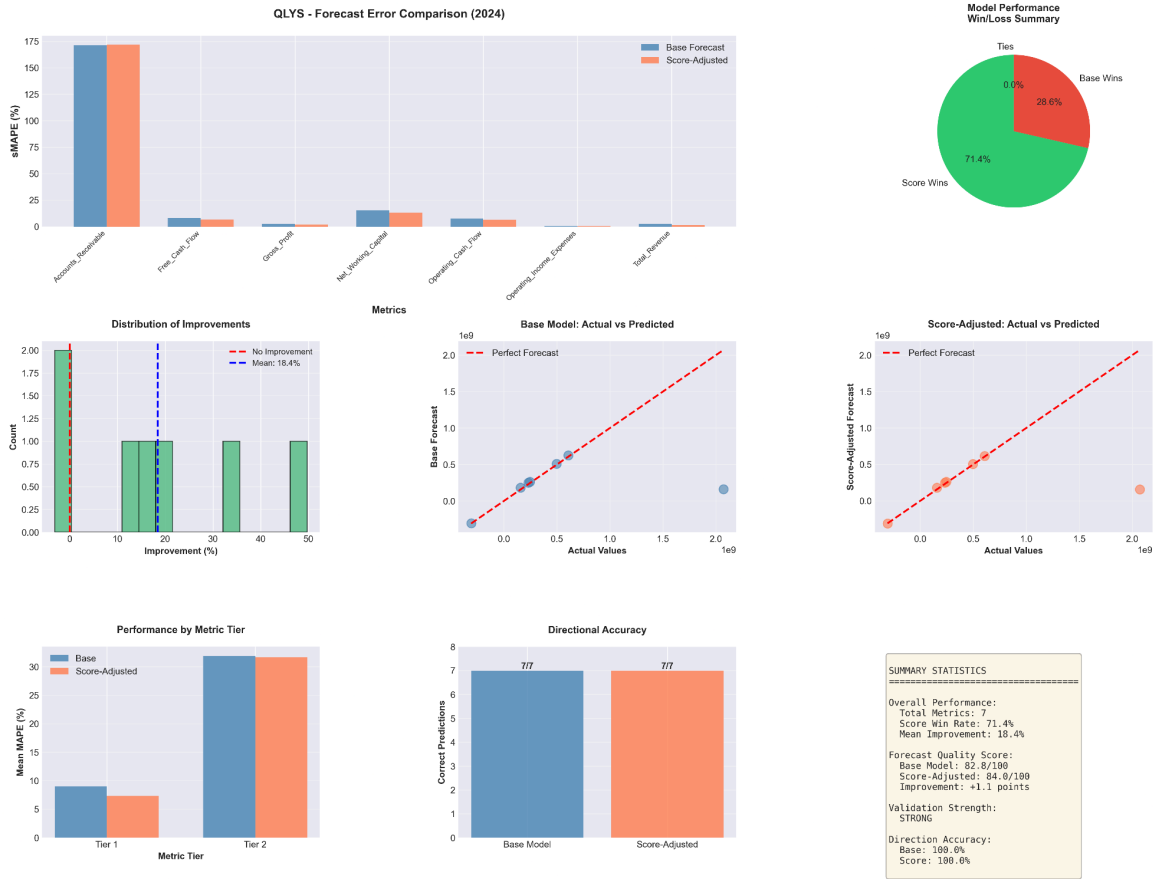 QLYS - Forecast Error Comparison (2024)
sMAPE (%)
175
150
125
100
75
50
25
0
Base Forecast
Score-Adjusted
Accounts_Receivable
Free_Cash_Flow
Gross_Profit
Net_Working_Capital
Operating_Cash_Flow
Operating_Income_Expenses
Total_Revenue
Metrics
Model Performance
Win/Loss Summary
Ties
0.0%
Base Wins
28.6%
71.4%
Score Wins
Distribution of Improvements
Count
2.00
1.75
1.50
1.25
1.00
0.75
0.50
0.25
0.00
No Improvement
Mean: 18.4%
0 10 20 30 40 50
Improvement (%)
Base Model: Actual vs Predicted
1e9
Base Forecast
2.0
1.5
1.0
0.5
0.0
Perfect Forecast
0.0 0.5 1.0 1.5 2.0
1e9
Actual Values
Score-Adjusted: Actual vs Predicted
1e9
Score-Adjusted Forecast
2.0
1.5
1.0
0.5
0.0
Perfect Forecast
0.0 0.5 1.0 1.5 2.0
1e9
Actual Values
Performance by Metric Tier
Mean MAPE (%)
30
25
20
15
10
5
0
Base
Score-Adjusted
Tier 1 Tier 2
Metric Tier
Directional Accuracy
Correct Predictions
8
7
6
5
4
3
2
1
0
7/7 7/7
Base Model Score-Adjusted
SUMMARY STATISTICS
===================================
Overall Performance:
Total Metrics: 7
Score Win Rate: 71.4%
Mean Improvement: 18.4%
Forecast Quality Score:
Base Model: 82.8/100
Score-Adjusted: 84.0/100
Improvement: +1.1 points
Validation Strength:
STRONG
Direction Accuracy:
Base: 100.0%
Score: 100.0%